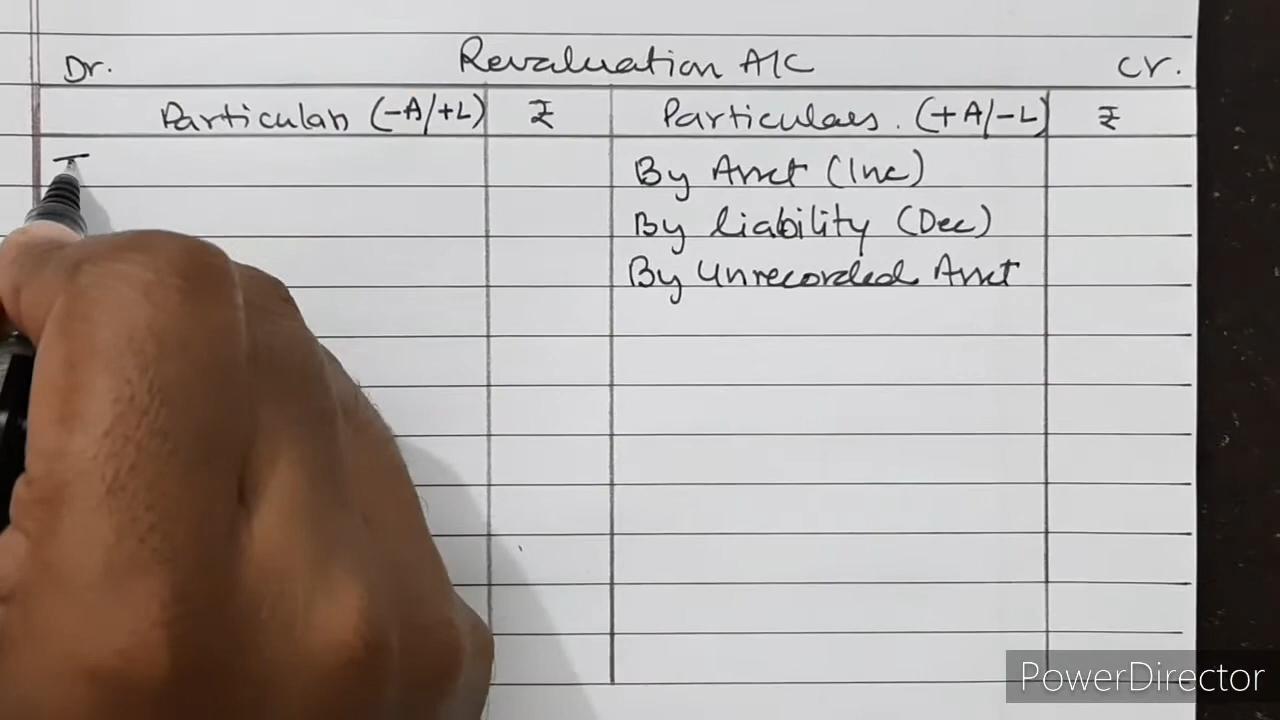 Revaluation A/C
Dr.
Cr.
Particulars (-A/+L)
₹
Particulars. (+A/-L)
₹
T
By Asset (Inc)
By liability (Dec)
By Unrecorded Asset
PowerDirector